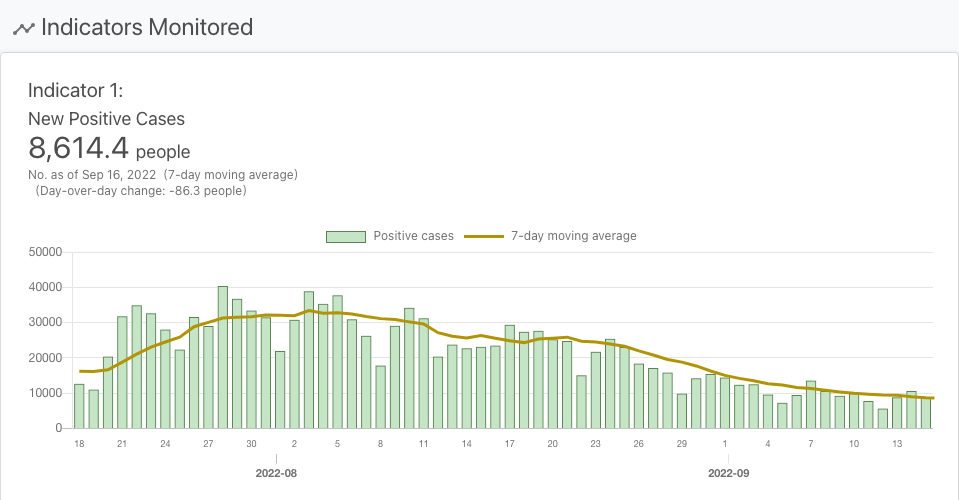 Indicators Monitored
Indicator 1:
New Positive Cases
8,614.4 people
No. as of Sep 16, 2022 (7-day moving average)
(Day-over-day change: -86.3 people)
Positive cases 7-day moving average
50000
40000
30000
20000
10000
0
18 21 24 27 30 2 5 8 11 14 17 20 23 26 29 1 4 7 10 13
2022-08 2022-09